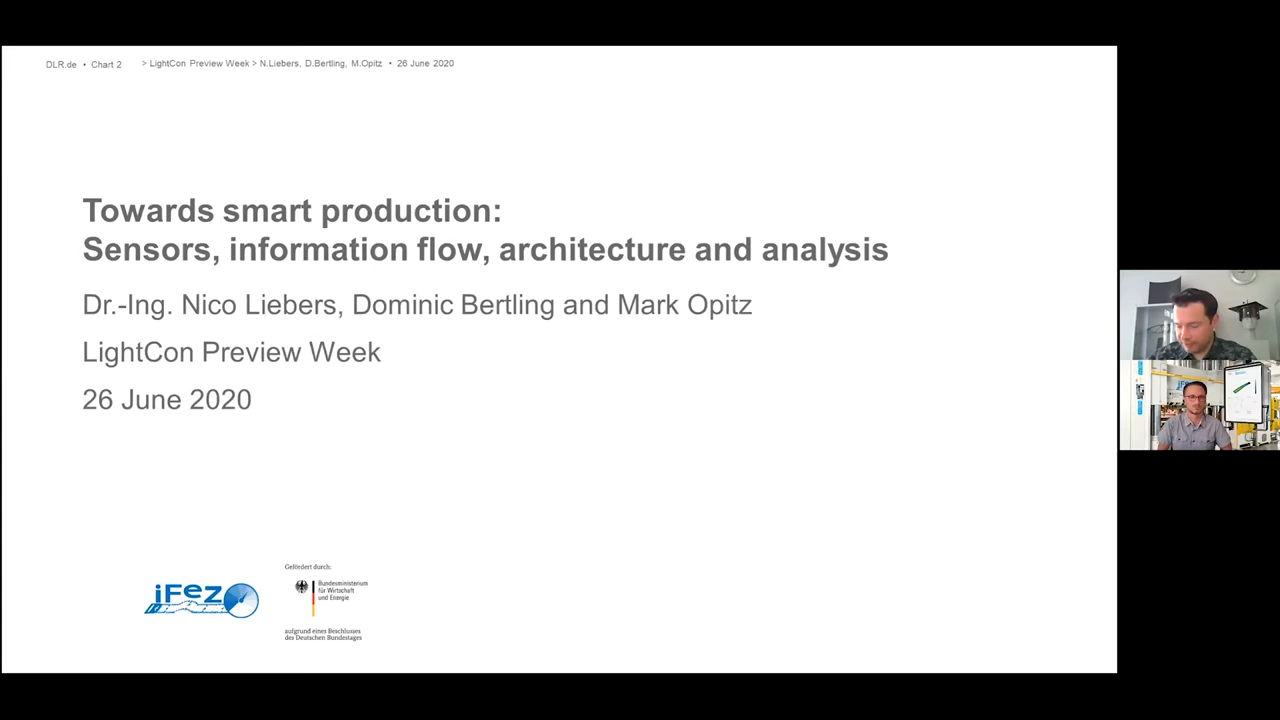 DLR.de • Chart 2 > LightCon Preview Week > N.Liebers, D.Bertling, M.Opitz • 26 June 2020
Towards smart production:
Sensors, information flow, architecture and analysis
Dr.-Ing. Nico Liebers, Dominic Bertling and Mark Opitz
LightCon Preview Week
26 June 2020
iFez
Gefördert durch:
Bundesministerium
für Wirtschaft
und Energie
aufgrund eines Beschlusses
des Deutschen Bundestages